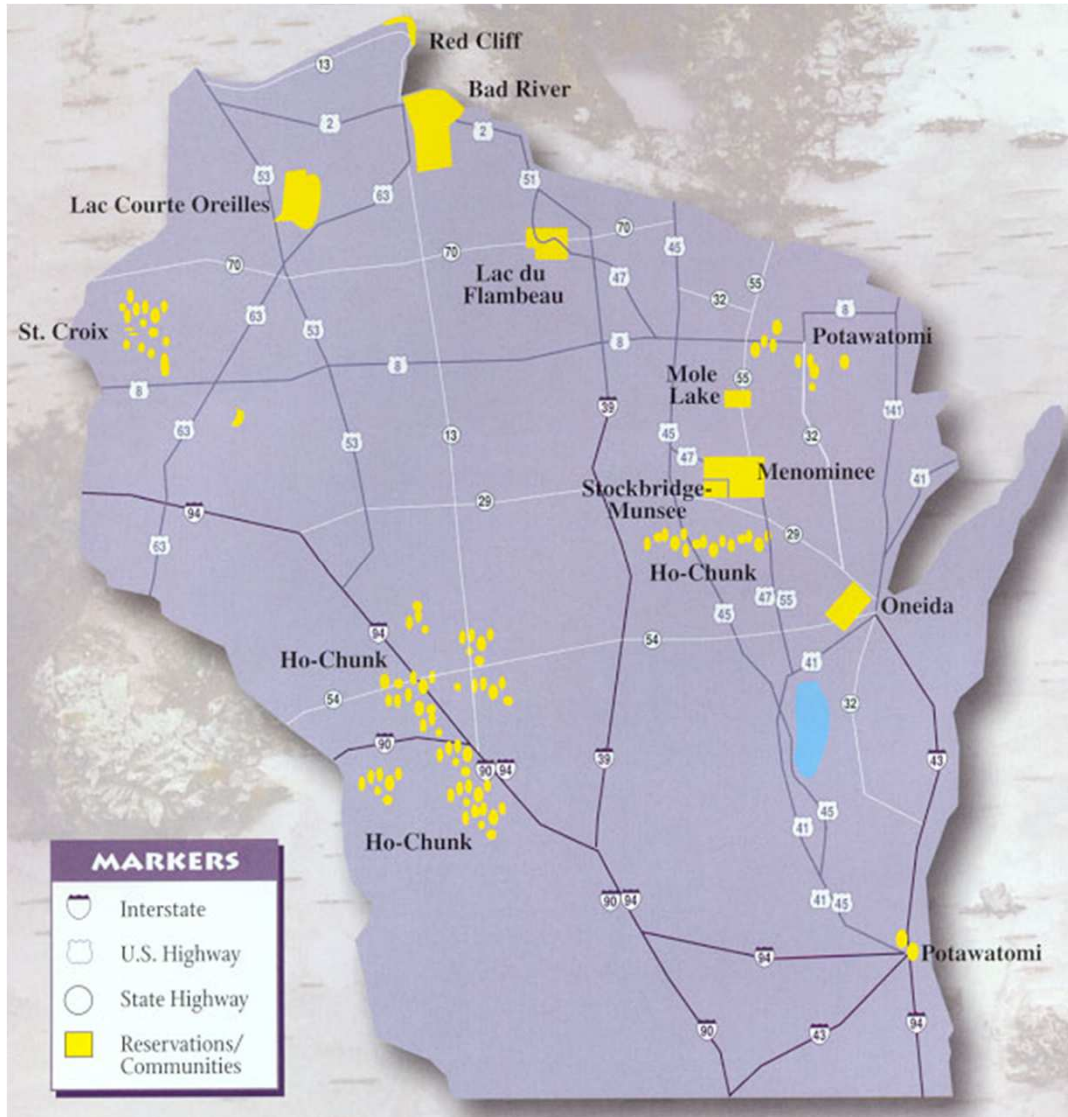 Red Cliff
13
Bad River
2
2
53
51
63
Lac Courte Oreilles
70
45
70
70
Lac du
Flambeau
47
55
32
47
St. Croix
63
53
8
Potawatomi
8
8
8
Mole
Lake
55
39
141
63
53
13
45
32
47
Menominee
41
Stockbridge-
Munsee
94
29
63
29
Ho-Chunk
47
55
45
Oneida
94
54
Ho-Chunk
41
54
32
90
39
43
90
94
45
41
Ho-Chunk
MARKERS
Interstate
U.S. Highway
State Highway
Reservations/
Communities
90
94
41
45
94
Potawatomi
90
43
94